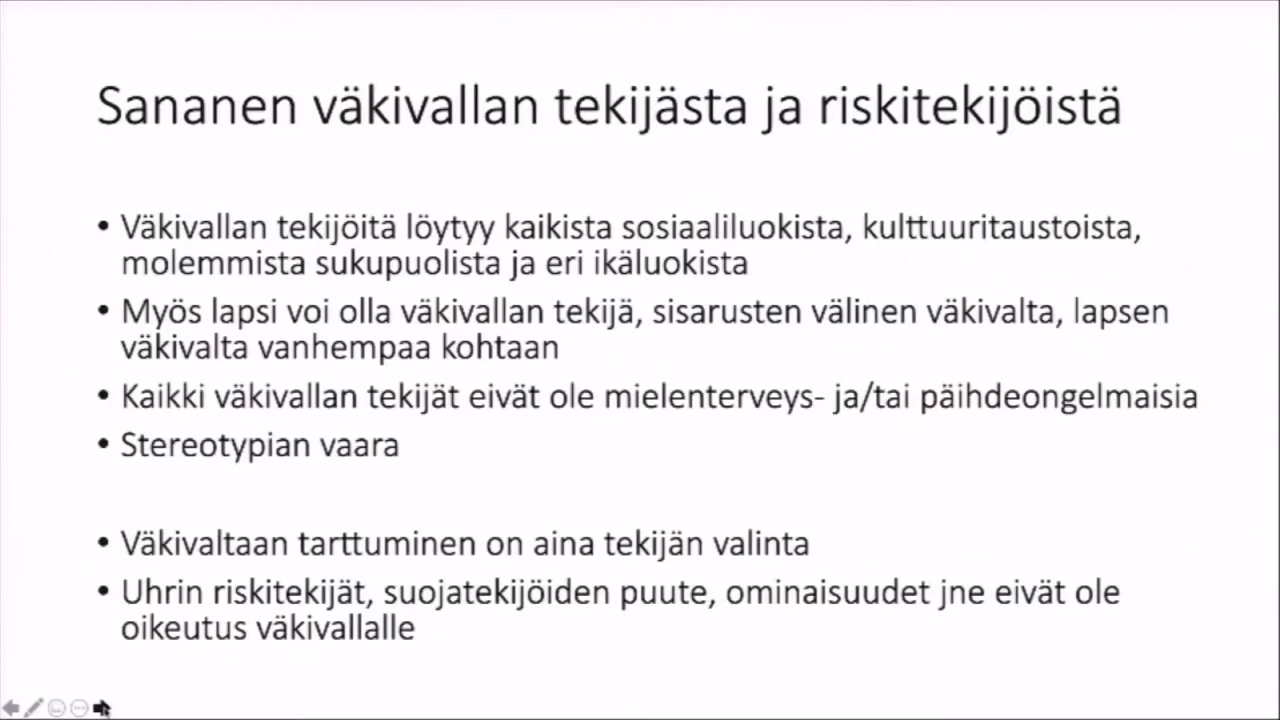 Sananen väkivallan tekijästa ja riskitekijöistä
• Väkivallan tekijöitä löytyy kaikista sosiaaliluokista, kulttuuritaustoista,
molemmista sukupuolista ja eri ikäluokista
• Myös lapsi voi olla väkivallan tekijä, sisarusten välinen väkivalta, lapsen
väkivalta vanhempaa kohtaan
• Kaikki väkivallan tekijät eivät ole mielenterveys- ja/tai päihdeongelmaisia
• Stereotypian vaara
• Väkivaltaan tarttuminen on aina tekijän valinta
• Uhrin riskitekijät, suojatekijöiden puute, ominaisuudet jne eivät ole
oikeutus väkivallalle